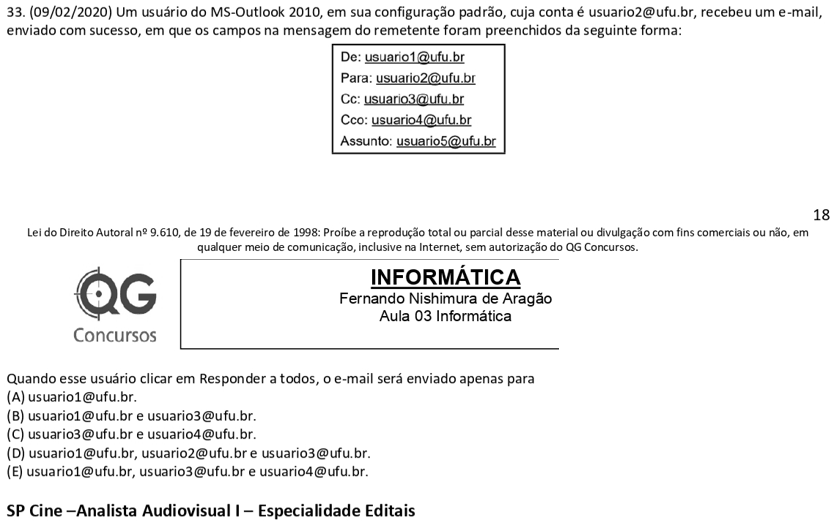 33. (09/02/2020) Um usuário do MS-Outlook 2010, em sua configuração padrão, cuja conta é usuario2@ufu.br, recebeu um e-mail,
enviado com sucesso, em que os campos na mensagem do remetente foram preenchidos da seguinte forma:
De: usuario1@ufu.br
Para: usuario2@ufu.br
Cc: usuario3@ufu.br
Cco: usuario4@ufu.br
Assunto: usuario5@ufu.br
18
Lei do Direito Autoral nº 9.610, de 19 de fevereiro de 1998: Proíbe a reprodução total ou parcial desse material ou divulgação com fins comerciais ou não, em
qualquer meio de comunicação, inclusive na Internet, sem autorização do QG Concursos.
QG
Concursos
INFORMÁTICA
Fernando Nishimura de Aragão
Aula 03 Informática
Quando esse usuário clicar em Responder a todos, o e-mail será enviado apenas para
(A) usuario1@ufu.br.
(B) usuario1@ufu.br e usuario3@ufu.br.
(C) usuario3@ufu.br e usuario4@ufu.br.
(D) usuario1@ufu.br, usuario2@ufu.br e usuario3@ufu.br.
(E) usuario1@ufu.br, usuario3@ufu.br e usuario4@ufu.br.
SP Cine –Analista Audiovisual I – Especialidade Editais